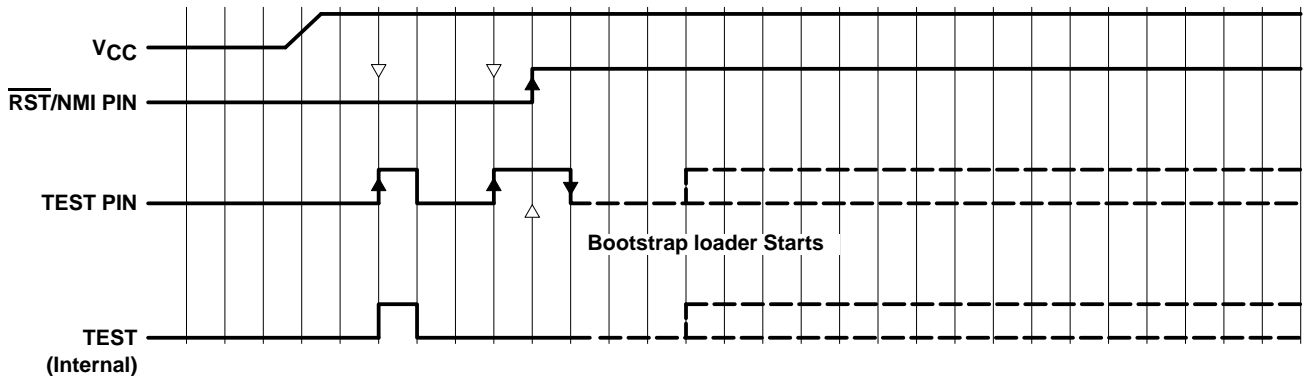 VCC
RST/NMI PIN
TEST PIN
Bootstrap loader Starts
TEST
(Internal)